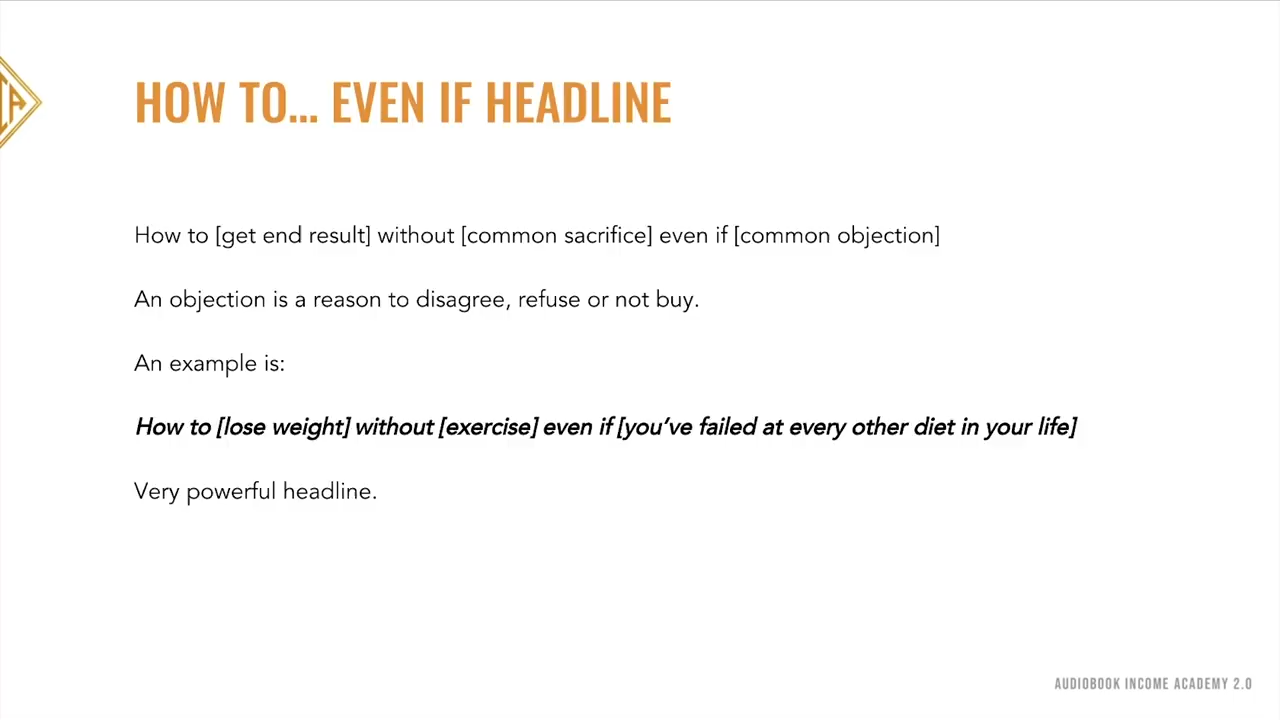 HOW TO... EVEN IF HEADLINE
How to [get end result] without [common sacrifice] even if [common objection]
An objection is a reason to disagree, refuse or not buy.
An example is:
How to [lose weight] without [exercise] even if [you’ve failed at every other diet in your life]
Very powerful headline.
AUDIOBOOK INCOME ACADEMY 2.0